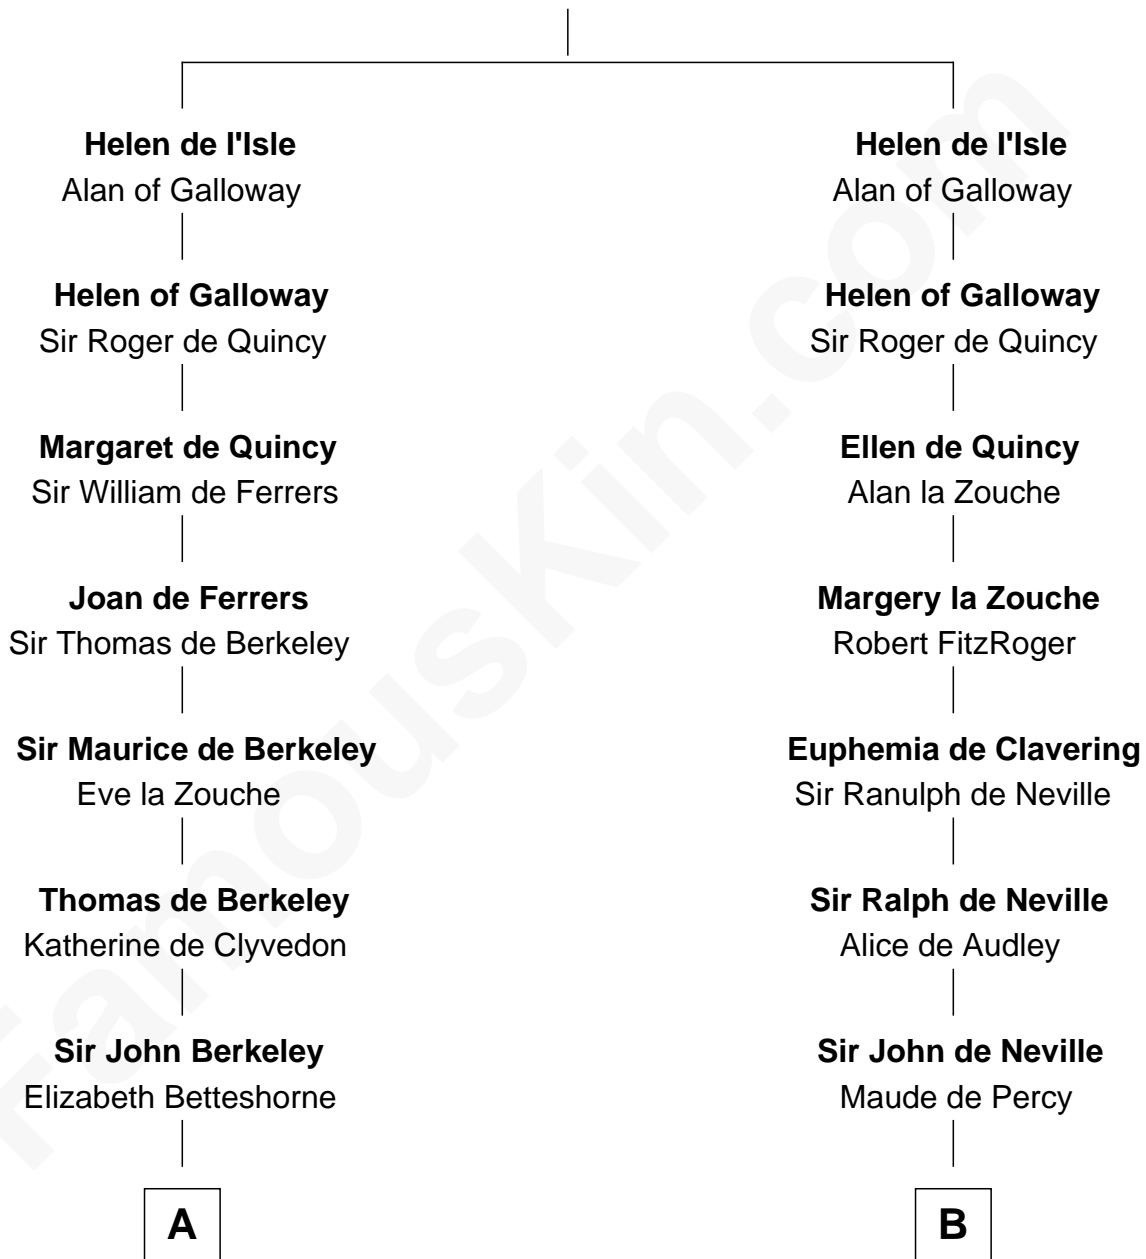 Helen de l'Isle
Alan of Galloway
Helen of Galloway
Sir Roger de Quincy
Margaret de Quincy
Sir William de Ferrers
Joan de Ferrers
Sir Thomas de Berkeley
Sir Maurice de Berkeley
Eve la Zouche
Thomas de Berkeley
Katherine de Clyvedon
Sir John Berkeley
Elizabeth Betteshorne
A
Helen de l'Isle
Alan of Galloway
Helen of Galloway
Sir Roger de Quincy
Ellen de Quincy
Alan la Zouche
Margery la Zouche
Robert FitzRoger
Euphemia de Clavering
Sir Ranulph de Neville
Sir Ralph de Neville
Alice de Audley
Sir John de Neville
Maude de Percy
B
FamousKin.com